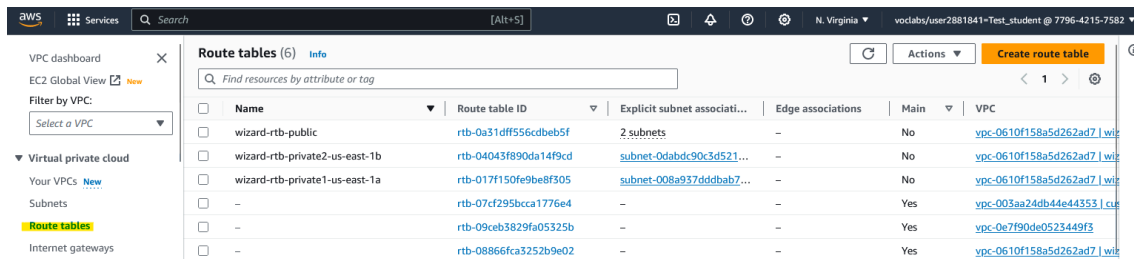 aws Services Search [Alt+S] N. Virginia voclabs/user2881841=Test_student @ 7796-4215-7582
VPC dashboard
EC2 Global View New
Filter by VPC:
Select a VPC
Virtual private cloud
Your VPCs New
Subnets
Route tables
Internet gateways
Route tables (6) Info
Actions Create route table
Find resources by attribute or tag
1
Name Route table ID Explicit subnet associati... Edge associations Main VPC
wizard-rtb-public rtb-0a31dff556cdbeb5f 2 subnets – No vpc-0610f158a5d262ad7 | wiz
wizard-rtb-private2-us-east-1b rtb-04043f890da14f9cd subnet-0dabdc90c3d521... – No vpc-0610f158a5d262ad7 | wiz
wizard-rtb-private1-us-east-1a rtb-017f150fe9be8f305 subnet-008a937dddbab7... – No vpc-0610f158a5d262ad7 | wiz
– rtb-07cf295bcca1776e4 – – Yes vpc-003aa24db44e44353 | cus
– rtb-09ceb3829fa05325b – – Yes vpc-0e7f90de0523449f3
– rtb-08866fca3252b9e02 – – Yes vpc-0610f158a5d262ad7 | wiz